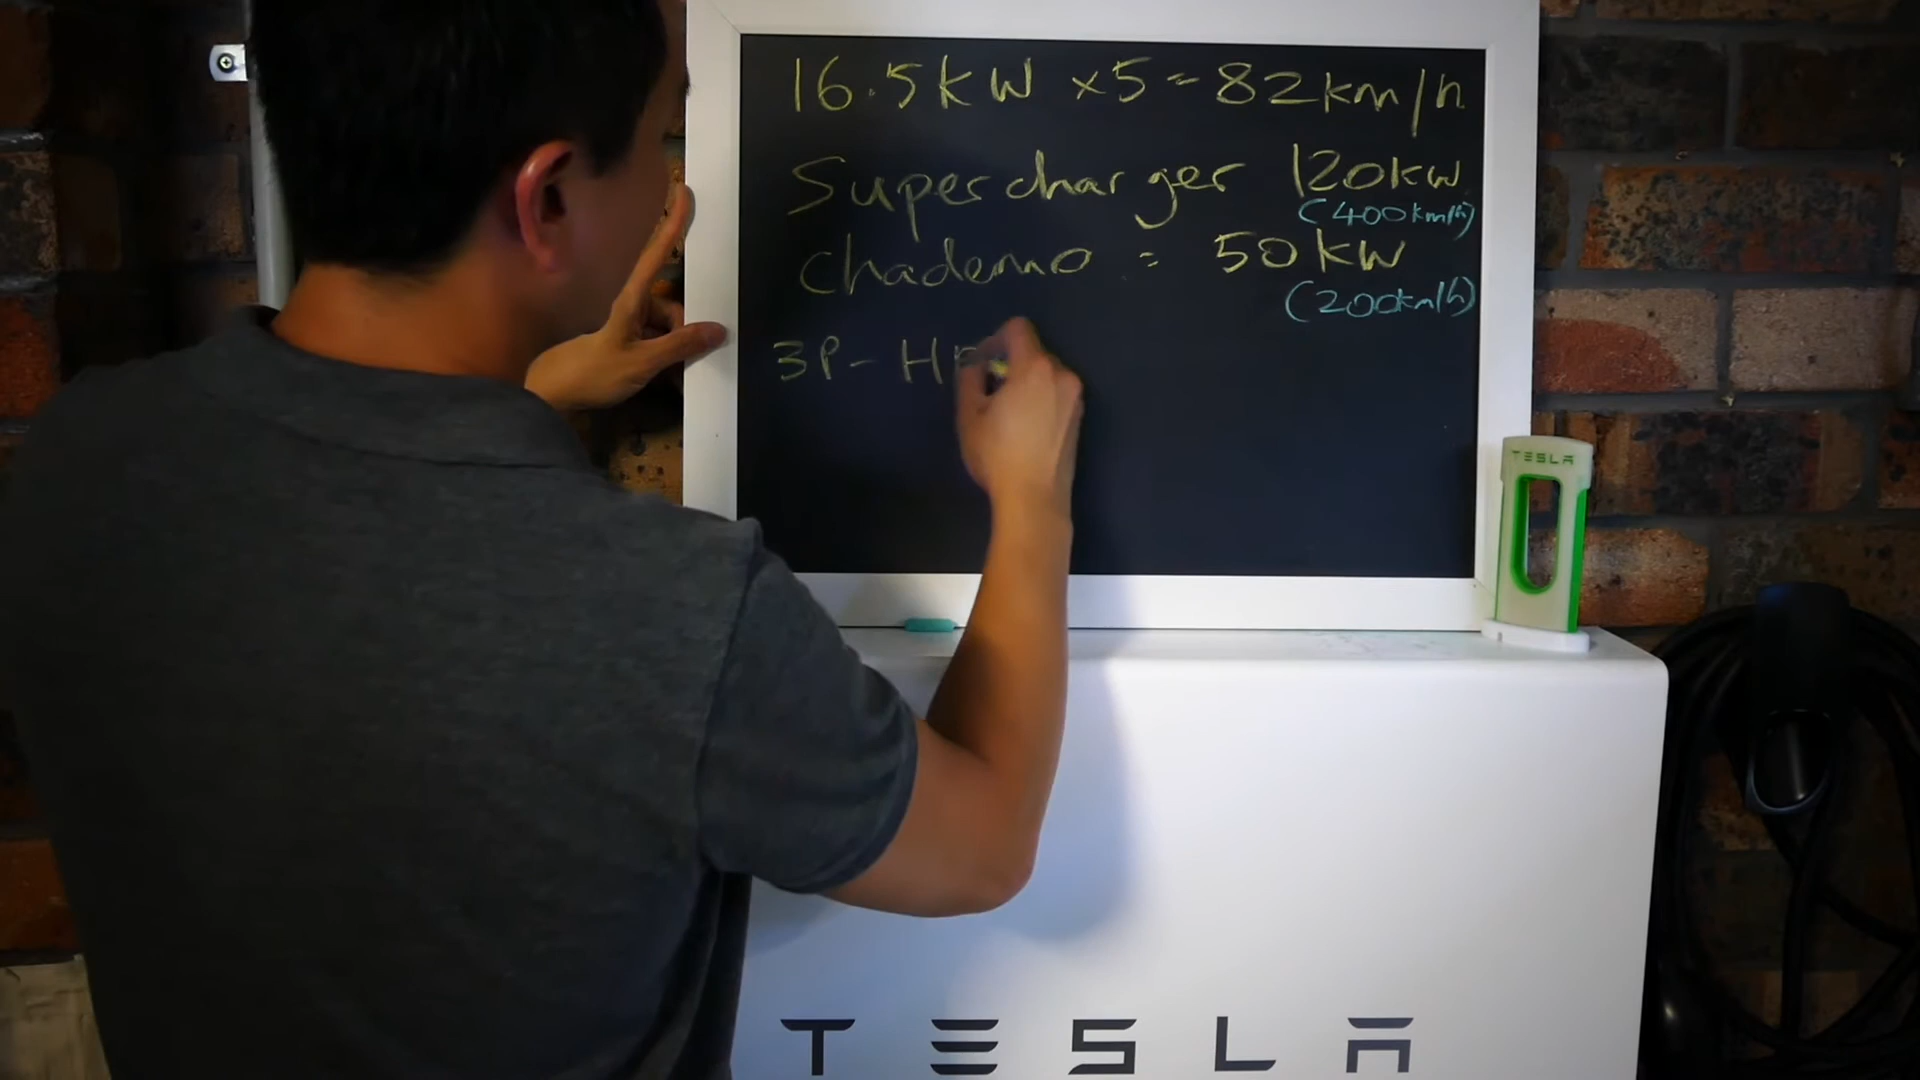 16.5kW x5 = 82km/h
Supercharger 120kW
(400km/h)
Chademo = 50kW
(200km/h)
3P - H
TESLA
TESLA